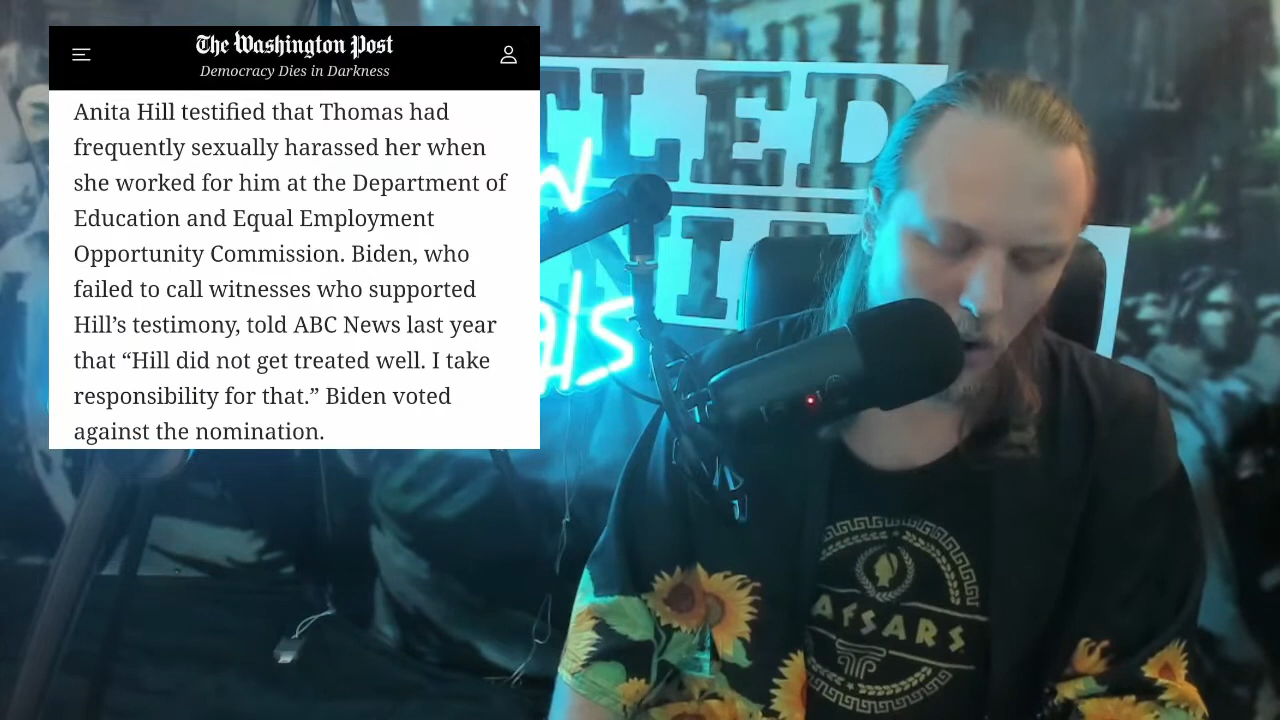 The Washington Post
Democracy Dies in Darkness
Anita Hill testified that Thomas had
frequently sexually harassed her when
she worked for him at the Department of
Education and Equal Employment
Opportunity Commission. Biden, who
failed to call witnesses who supported
Hill’s testimony, told ABC News last year
that “Hill did not get treated well. I take
responsibility for that.” Biden voted
against the nomination.
TLED